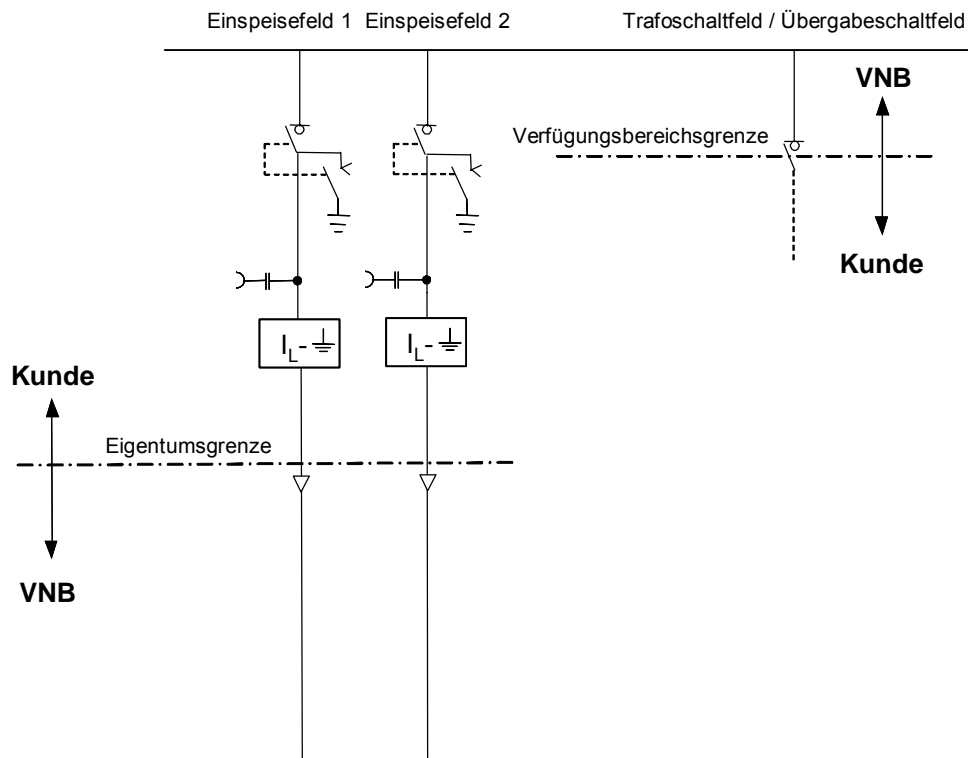 Einspeisefeld 1
Einspeisefeld 2
Trafoschaltfeld / Übergabeschaltfeld
VNB
Verfügungsbereichsgrenze
Kunde
I_L-
I_L-
Kunde
Eigentumsgrenze
VNB